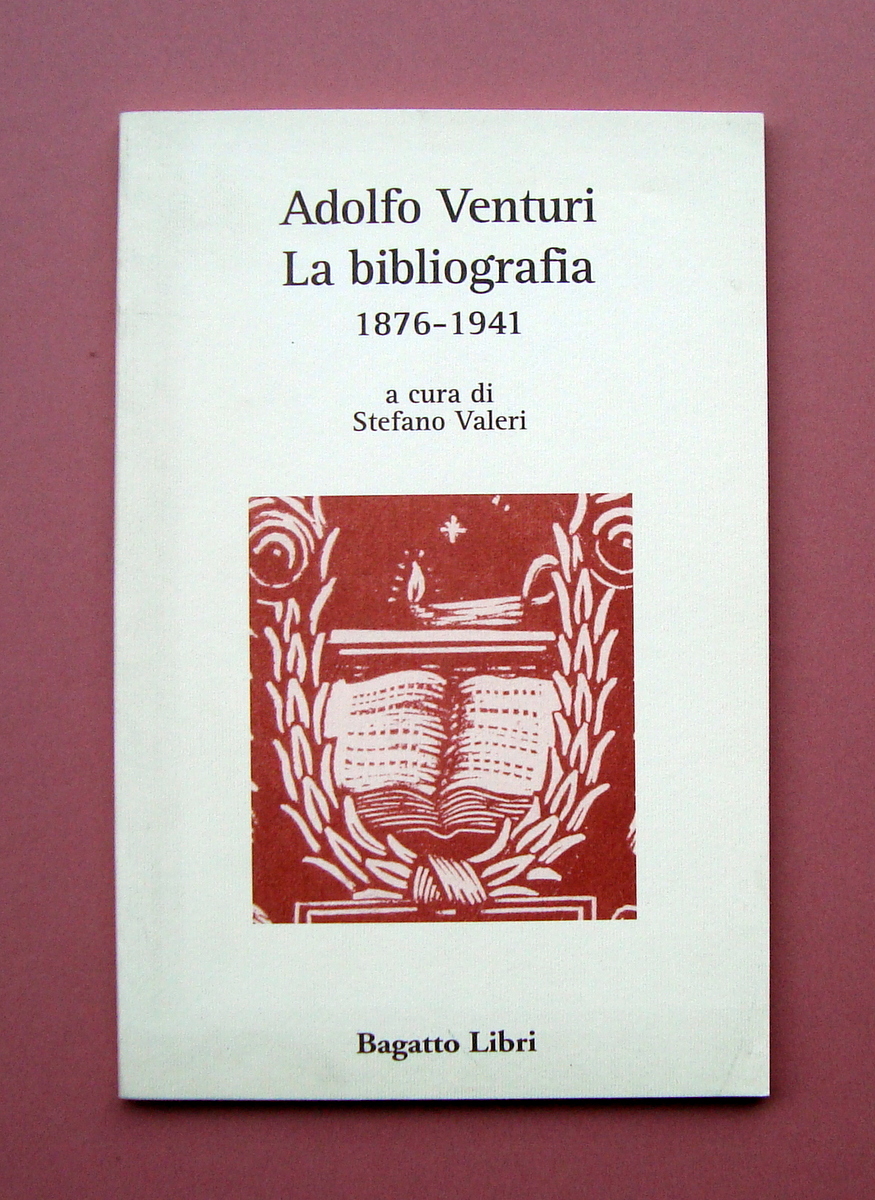 Adolfo Venturi
La bibliografia
1876-1941
a cura di
Stefano Valeri
Bagatto Libri